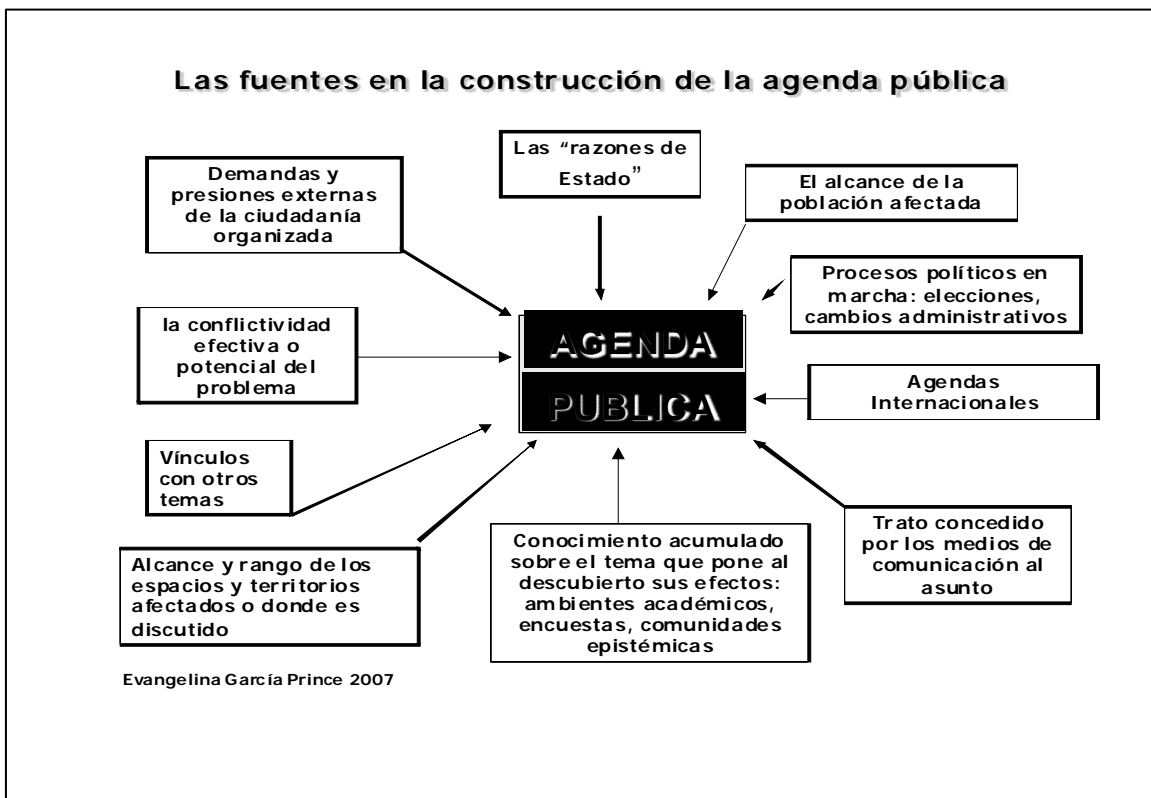 Las fuentes en la construcción de la agenda pública
Demandas y
presiones externas
de la ciudadanía
organizada
Las “razones de
Estado”
El alcance de la
población afectada
Procesos políticos en
marcha: elecciones,
cambios administrativos
la conflictividad
efectiva o
potencial del
problema
AGENDA
PUBLICA
Agendas
Internacionales
Vínculos
con otros
temas
Alcance y rango de los
espacios y territorios
afectados o donde es
discutido
Conocimiento acumulado
sobre el tema que pone al
descubierto sus efectos:
ambientes académicos,
encuestas, comunidades
epistémicas
Trato concedido
por los medios de
comunicación al
asunto
Evangelina García Prince 2007